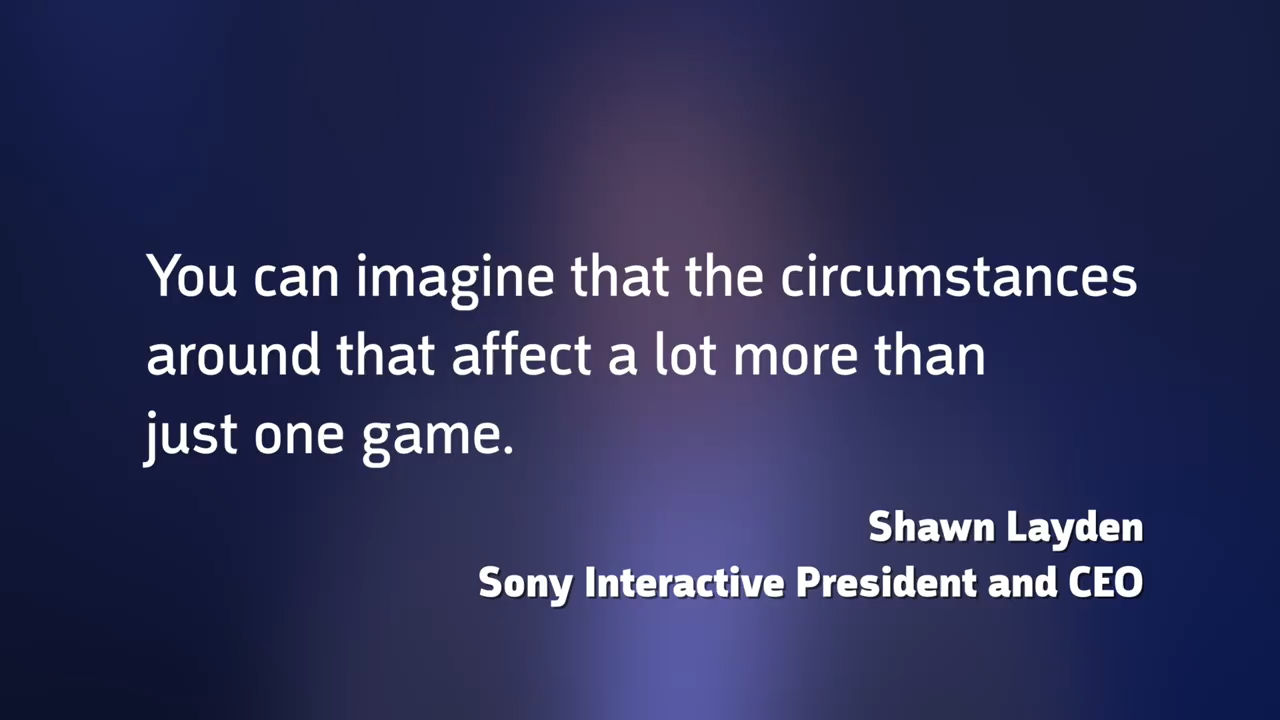 You can imagine that the circumstances
around that affect a lot more than
just one game.
Shawn Layden
Sony Interactive President and CEO